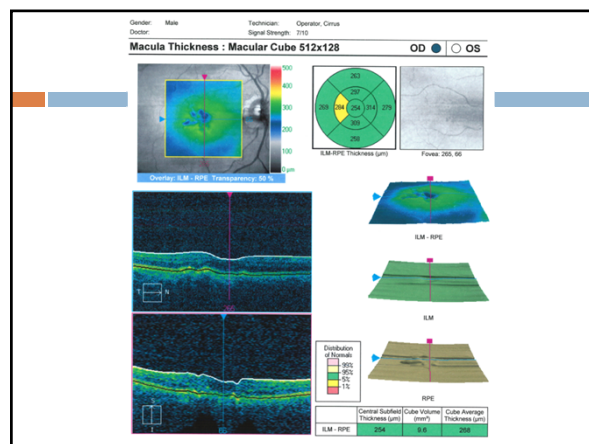 Gender: Male Technician: Operator, Cirrus
Doctor: Signal Strength: 7/10
Macula Thickness : Macular Cube 512x128 OD OS
500
400
300
200
100
0 µm
Overlay: ILM - RPE Transparency: 50 %
263
297
269 284 254 314 279
309
258
ILM-RPE Thickness (µm)
Fovea: 265, 66
ILM - RPE
T N
ILM
I
Distribution
of Normals
99%
95%
5%
1%
RPE
Central Subfield Thickness (µm) Cube Volume (mm³) Cube Average Thickness (µm)
ILM - RPE 254 9.6 268